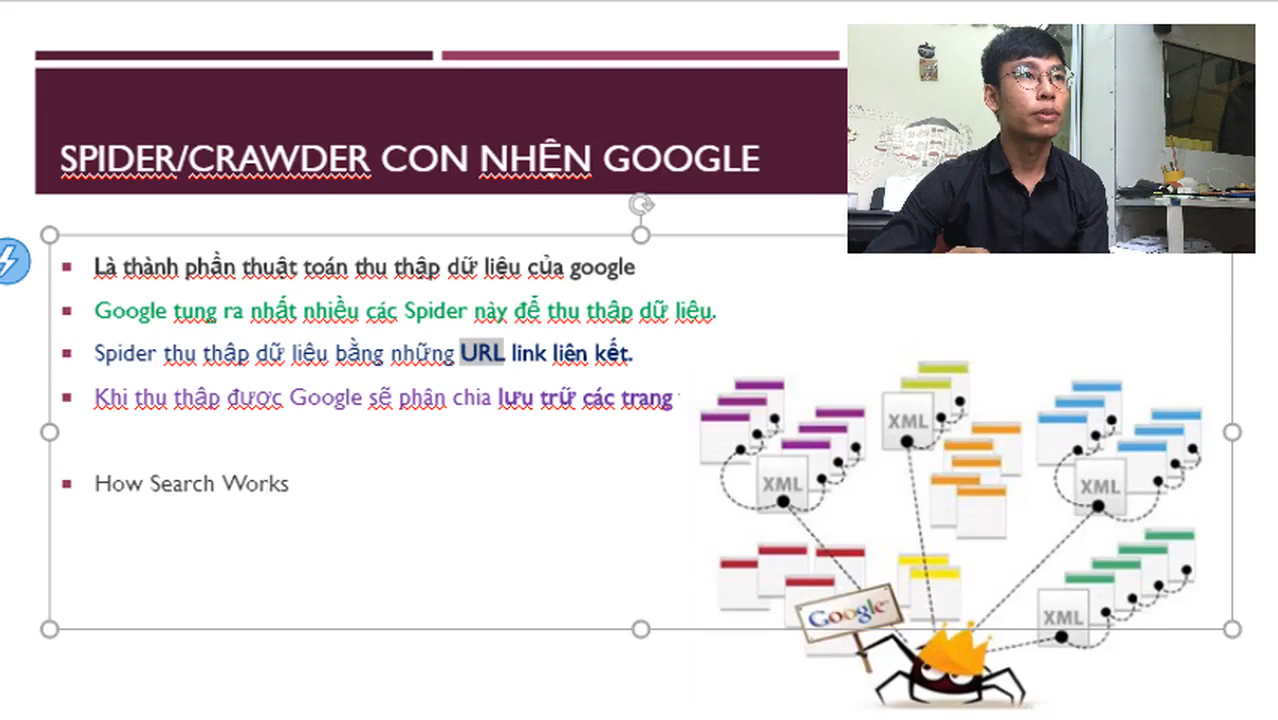 SPIDER/CRAWDER CON NHỆN GOOGLE
Là thành phần thuật toán thu thập dữ liệu của google
Google tung ra nhất nhiều các Spider này để thu thập dữ liệu.
Spider thu thập dữ liệu bằng những URL link liên kết.
Khi thu thập được Google sẽ phân chia lưu trữ các trang
How Search Works
XML
XML
XML
XML
Google